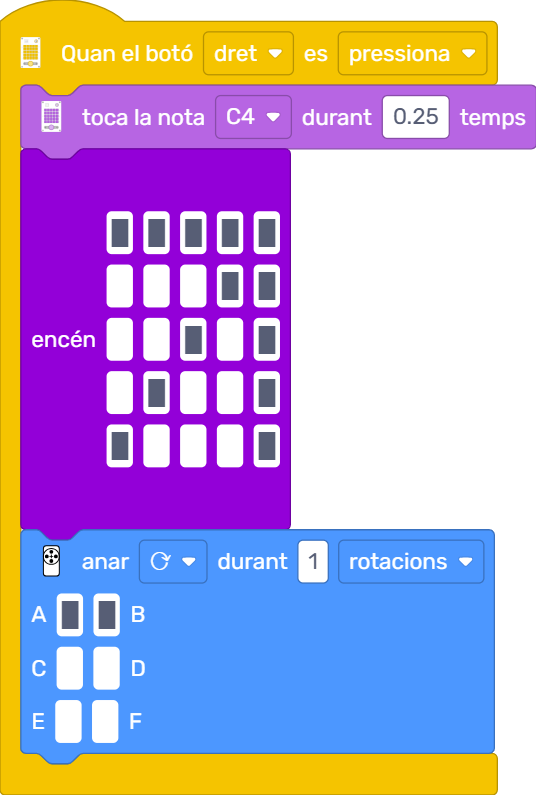 Quan el botó dret es pressiona
toca la nota C4 durant 0.25 temps
encén
anar durant 1 rotacions
A B
C D
E F